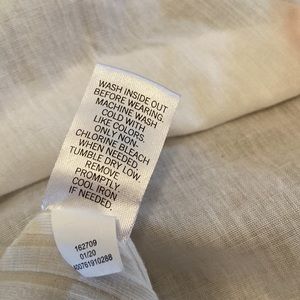 WASH INSIDE OUT
BEFORE WEARING.
MACHINE WASH
COLD WITH
LIKE COLORS.
ONLY NON-
CHLORINE BLEACH
WHEN NEEDED.
TUMBLE DRY LOW.
REMOVE
PROMPTLY.
COOL IRON
IF NEEDED.
162709
01/20
400761910288